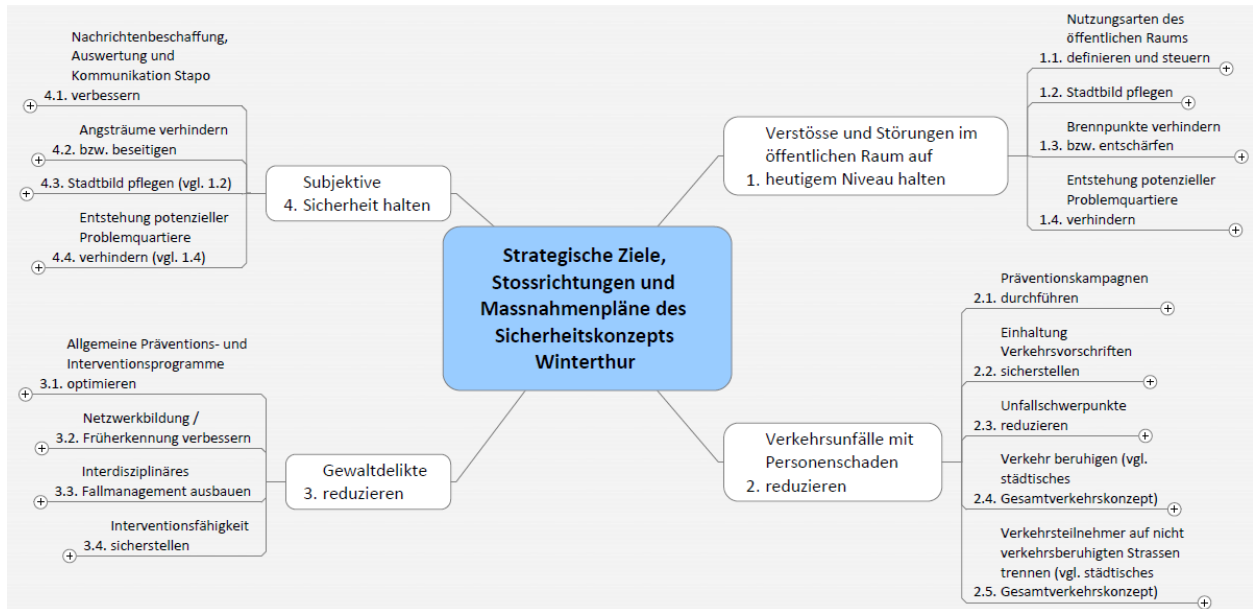 Strategische Ziele,
Stossrichtungen und
Massnahmenpläne des
Sicherheitskonzepts
Winterthur
Verstösse und Störungen im
öffentlichen Raum auf
1. heutigem Niveau halten
Nutzungsarten des
öffentlichen Raums
1.1. definieren und steuern
1.2. Stadtbild pflegen
Brennpunkte verhindern
1.3. bzw. entschärfen
Entstehung potenzieller
Problemquartiere
1.4. verhindern
Verkehrsunfälle mit
Personenschaden
2. reduzieren
Präventionskampagnen
2.1. durchführen
Einhaltung
Verkehrsvorschriften
2.2. sicherstellen
Unfallschwerpunkte
2.3. reduzieren
Verkehr beruhigen (vgl.
städtisches
2.4. Gesamtverkehrskonzept)
Verkehrsteilnehmer auf nicht
verkehrsberuhigten Strassen
trennen (vgl. städtisches
2.5. Gesamtverkehrskonzept)
Gewaltdelikte
3. reduzieren
Allgemeine Präventions- und
Interventionsprogramme
3.1. optimieren
Netzwerkbildung /
3.2. Früherkennung verbessern
Interdisziplinäres
3.3. Fallmanagement ausbauen
Interventionsfähigkeit
3.4. sicherstellen
Subjektive
4. Sicherheit halten
Nachrichtenbeschaffung,
Auswertung und
Kommunikation Stapo
4.1. verbessern
Angsträume verhindern
4.2. bzw. beseitigen
4.3. Stadtbild pflegen (vgl. 1.2)
Entstehung potenzieller
Problemquartiere
4.4. verhindern (vgl. 1.4)